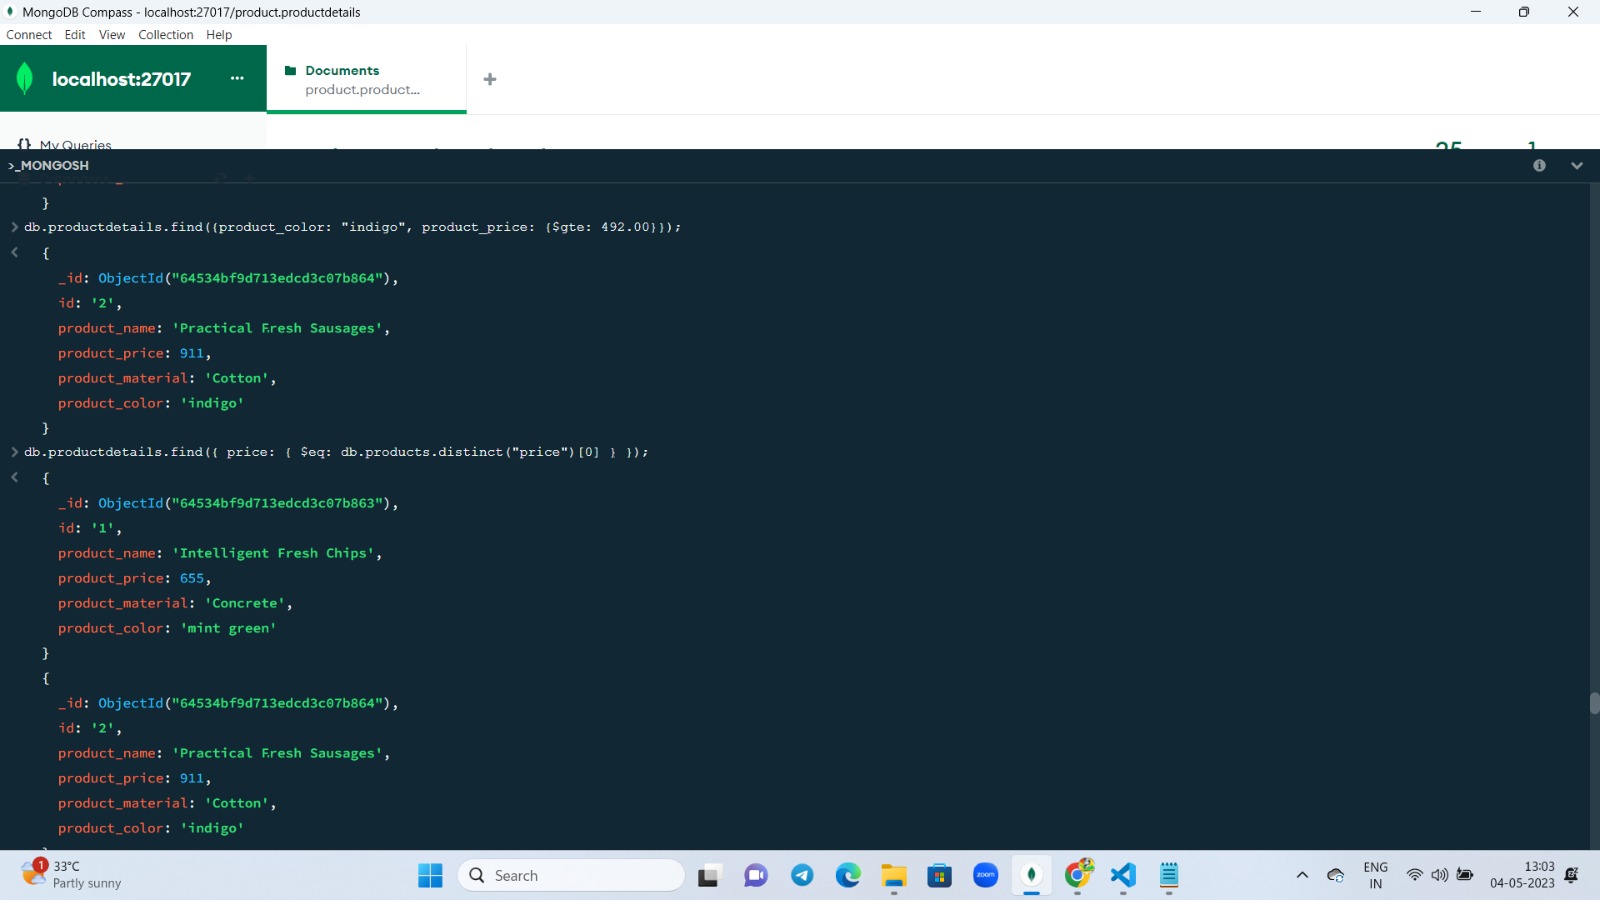 MongoDB Compass - localhost:27017/product.productdetails
Connect Edit View Collection Help
localhost:27017 ...
Documents
product.product...
{} My Queries
>_MONGOSH
}
> db.productdetails.find({product_color: "indigo", product_price: {$gte: 492.00}});
< {
_id: ObjectId("64534bf9d713edcd3c07b864"),
id: '2',
product_name: 'Practical Fresh Sausages',
product_price: 911,
product_material: 'Cotton',
product_color: 'indigo'
}
> db.productdetails.find({ price: { $eq: db.products.distinct("price")[0] } });
< {
_id: ObjectId("64534bf9d713edcd3c07b863"),
id: '1',
product_name: 'Intelligent Fresh Chips',
product_price: 655,
product_material: 'Concrete',
product_color: 'mint green'
}
{
_id: ObjectId("64534bf9d713edcd3c07b864"),
id: '2',
product_name: 'Practical Fresh Sausages',
product_price: 911,
product_material: 'Cotton',
product_color: 'indigo'
1
33°C
Partly sunny
Search
zoom
ENG
IN
13:03
04-05-2023